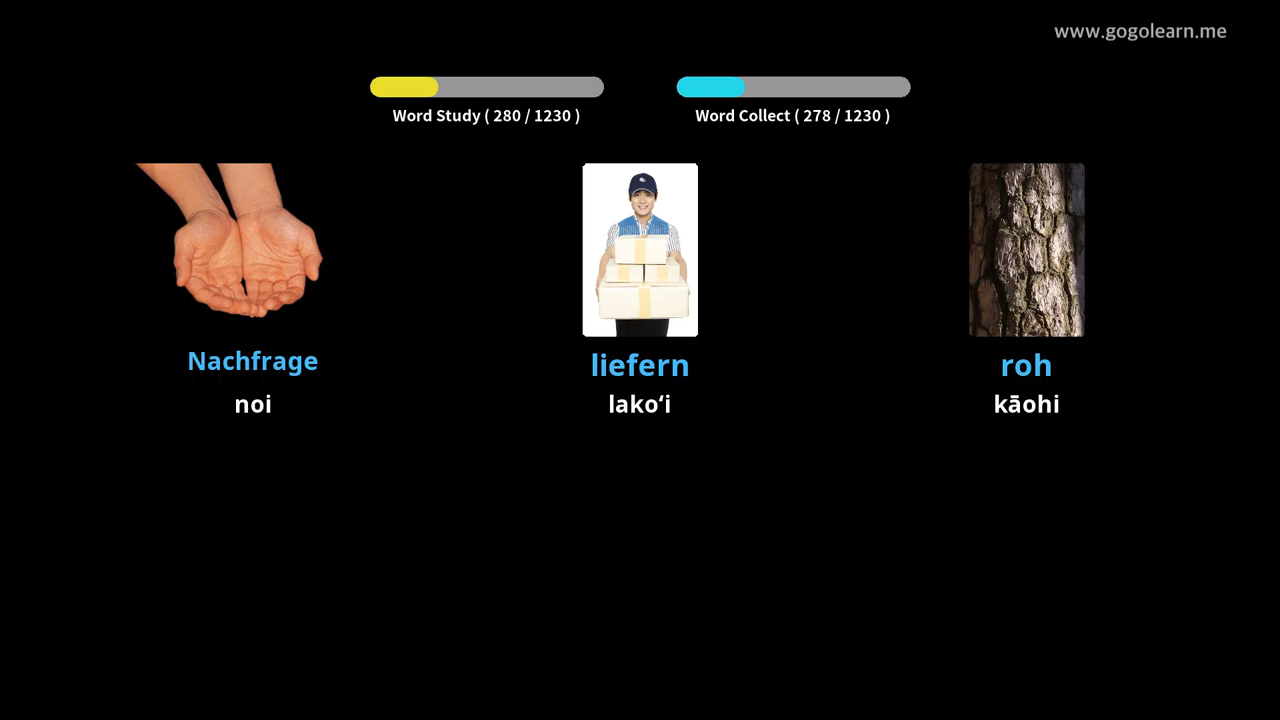 www.gogolearn.me
Word Study ( 280 / 1230 )
Word Collect ( 278 / 1230 )
Nachfrage
liefern
roh
noi
lakoʻi
kāohi